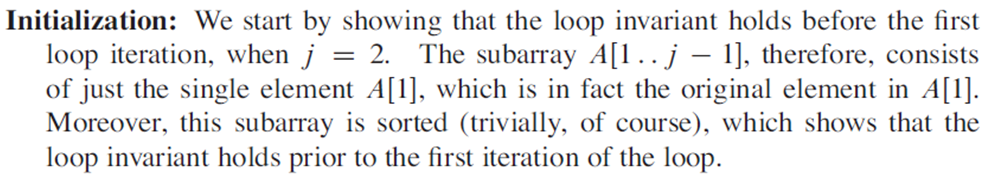 Initialization: We start by showing that the loop invariant holds before the first
loop iteration, when j = 2. The subarray A[1 . . j − 1], therefore, consists
of just the single element A[1], which is in fact the original element in A[1].
Moreover, this subarray is sorted (trivially, of course), which shows that the
loop invariant holds prior to the first iteration of the loop.